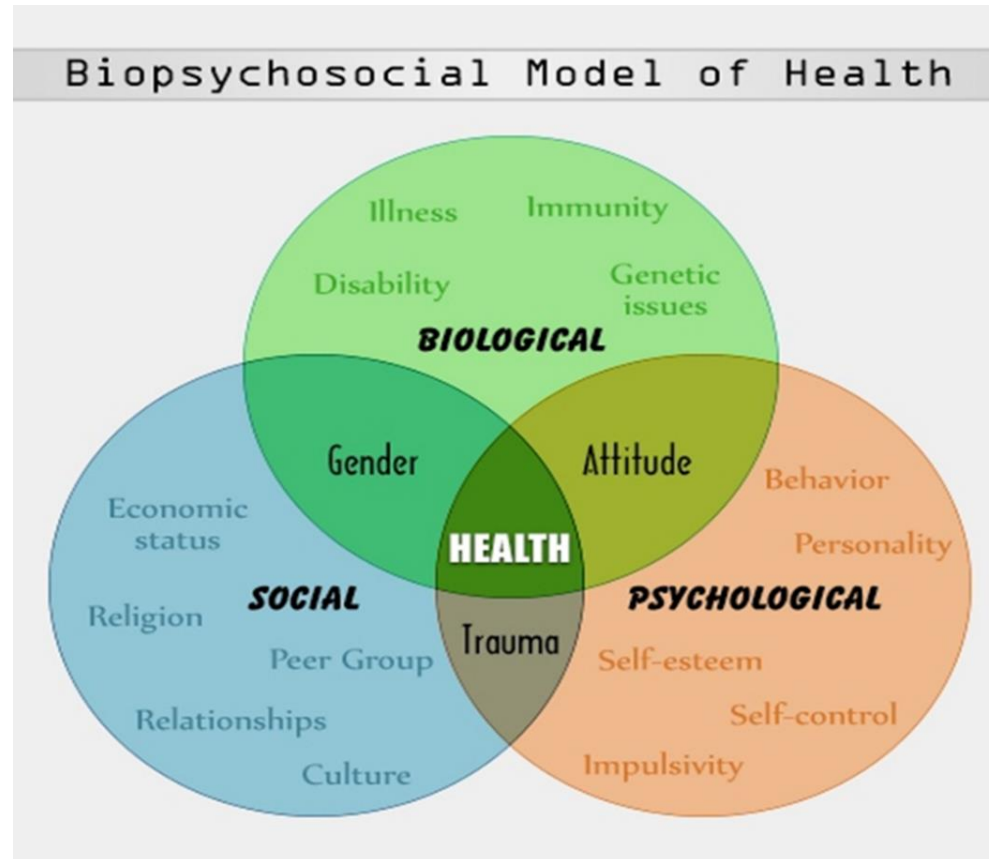 Biopsychosocial Model of Health
Illness
Immunity
Disability
Genetic
issues
BIOLOGICAL
Gender
Attitude
Behavior
Economic
status
Personality
HEALTH
SOCIAL
PSYCHOLOGICAL
Religion
Trauma
Peer Group
Self-esteem
Relationships
Self-control
Culture
Impulsivity